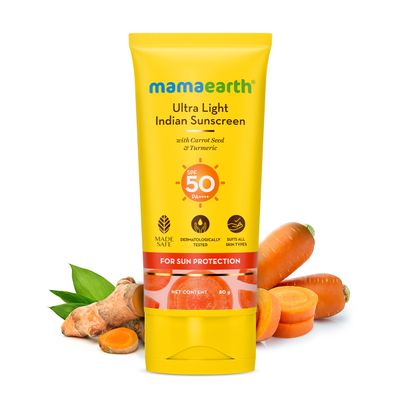 mamaearth®
Ultra Light
Indian Sunscreen
with Carrot Seed
& Turmeric
SPF
50
PA++++
MADE
SAFE
DERMATOLOGICALLY
TESTED
SUITS ALL
SKIN TYPES
FOR SUN PROTECTION
NET CONTENT: 80 g